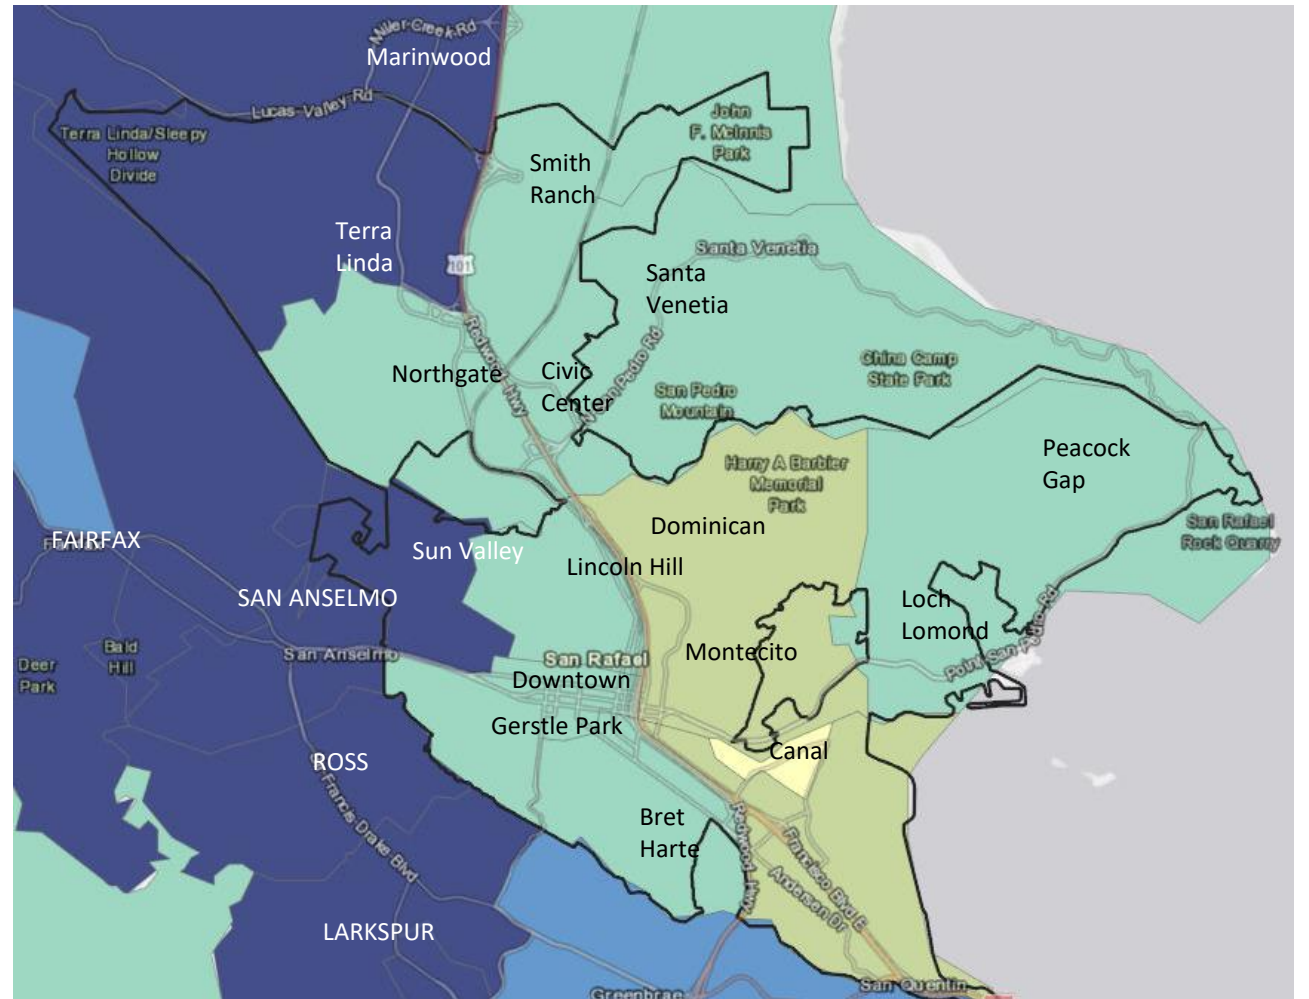 Miller Creek Rd
Marinwood
Lucas Valley Rd
Terra Linda/Sleepy
Hollow
Divide
John
F. McInnis
Park
Smith
Ranch
Terra
Linda
101
Santa Venetia
Santa
Venetia
Redwood Hwy
Northgate
Civic
Center
N San Pedro Rd
San Pedro
Mountain
China Camp
State Park
Peacock
Gap
Harry A Barbier
Memorial
Park
San Rafael
Rock Quarry
Dominican
FAIRFAX
Sun Valley
Lincoln Hill
SAN ANSELMO
Loch
Lomond
Point San Pedro Rd
Bald
Hill
Deer
Park
San Anselmo
San Rafael
Montecito
Downtown
Gerstle Park
Canal
ROSS
Sir Francis Drake Blvd
Bret
Harte
Redwood Hwy
Francisco Blvd E
Andersen Dr
LARKSPUR
San Quentin
Greenbrae